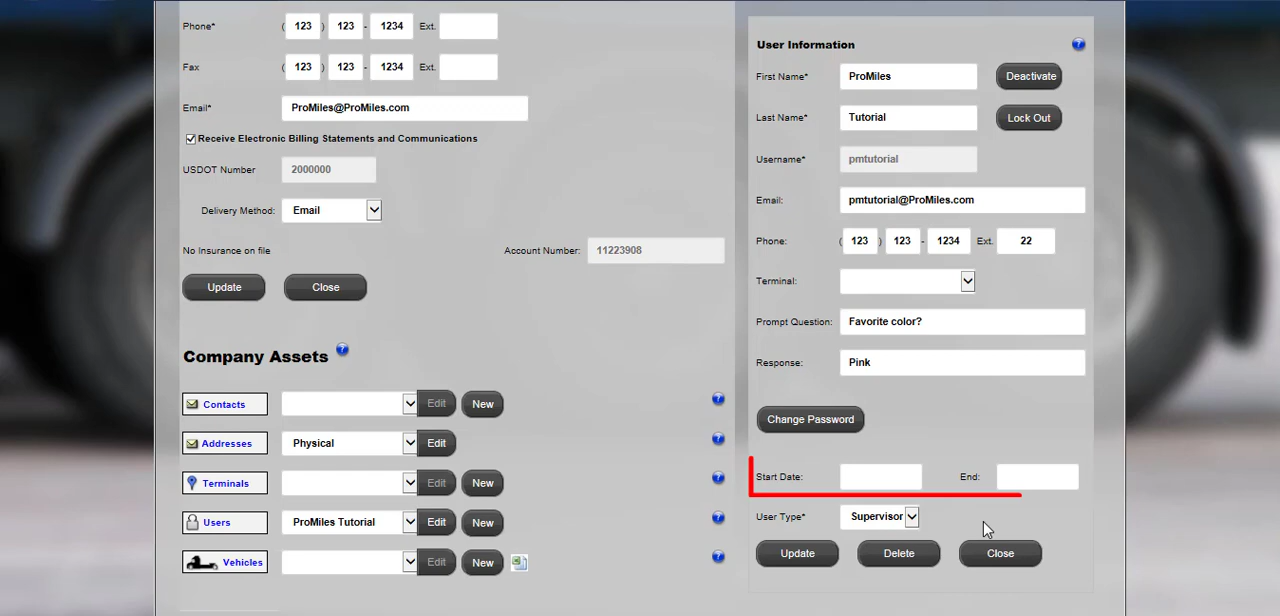 Phone* ( 123 ) 123 - 1234 Ext.
Fax ( 123 ) 123 - 1234 Ext.
Email* ProMiles@ProMiles.com
Receive Electronic Billing Statements and Communications
USDOT Number 2000000
Delivery Method: Email
No Insurance on file Account Number: 11223908
Update Close
Company Assets ?
Contacts Edit New ?
Addresses Physical Edit ?
Terminals Edit New ?
Users ProMiles Tutorial Edit New ?
Vehicles Edit New ?
User Information ?
First Name* ProMiles Deactivate
Last Name* Tutorial Lock Out
Username* pmtutorial
Email: pmtutorial@ProMiles.com
Phone: ( 123 ) 123 - 1234 Ext. 22
Terminal:
Prompt Question: Favorite color?
Response: Pink
Change Password
Start Date: End:
User Type* Supervisor
Update Delete Close